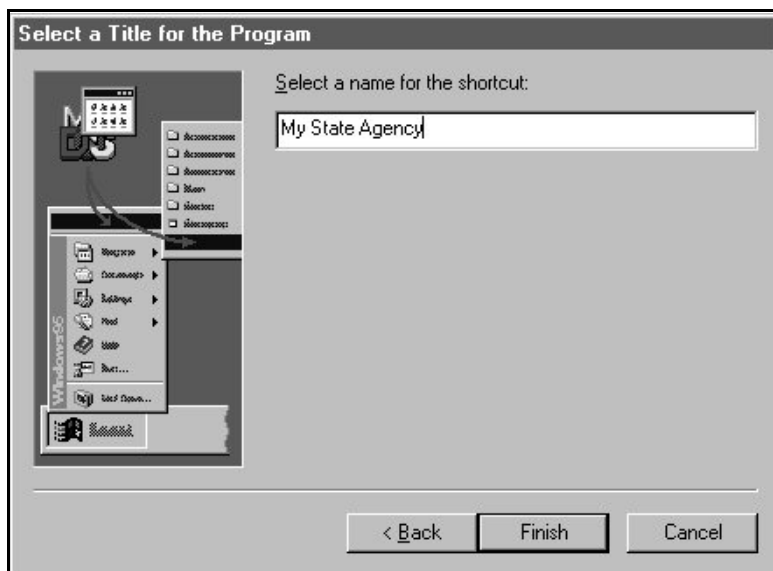 Select a Title for the Program
Select a name for the shortcut:
My State Agency
Windows95
< Back
Finish
Cancel